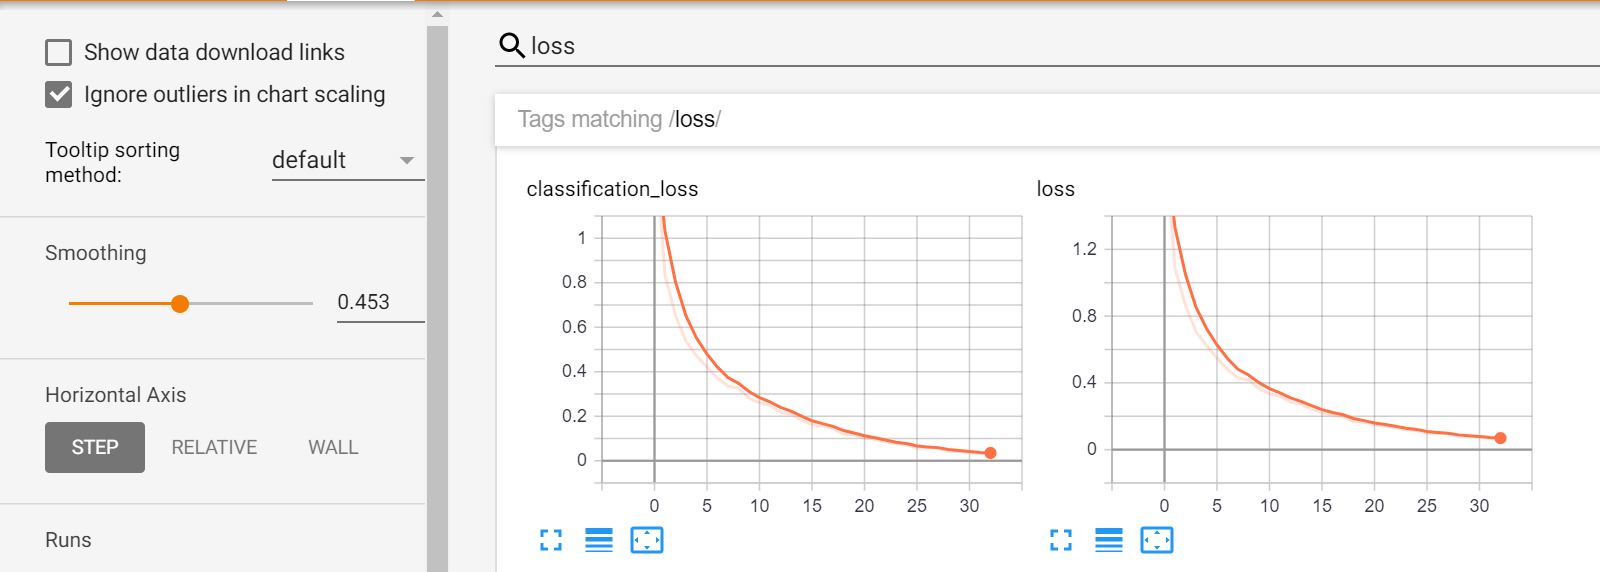 Show data download links
Ignore outliers in chart scaling
Tooltip sorting
method:
default
Smoothing
0.453
Horizontal Axis
STEP RELATIVE WALL
Runs
loss
Tags matching /loss/
classification_loss
1
0.8
0.6
0.4
0.2
0
0 5 10 15 20 25 30
loss
1.2
0.8
0.4
0
0 5 10 15 20 25 30